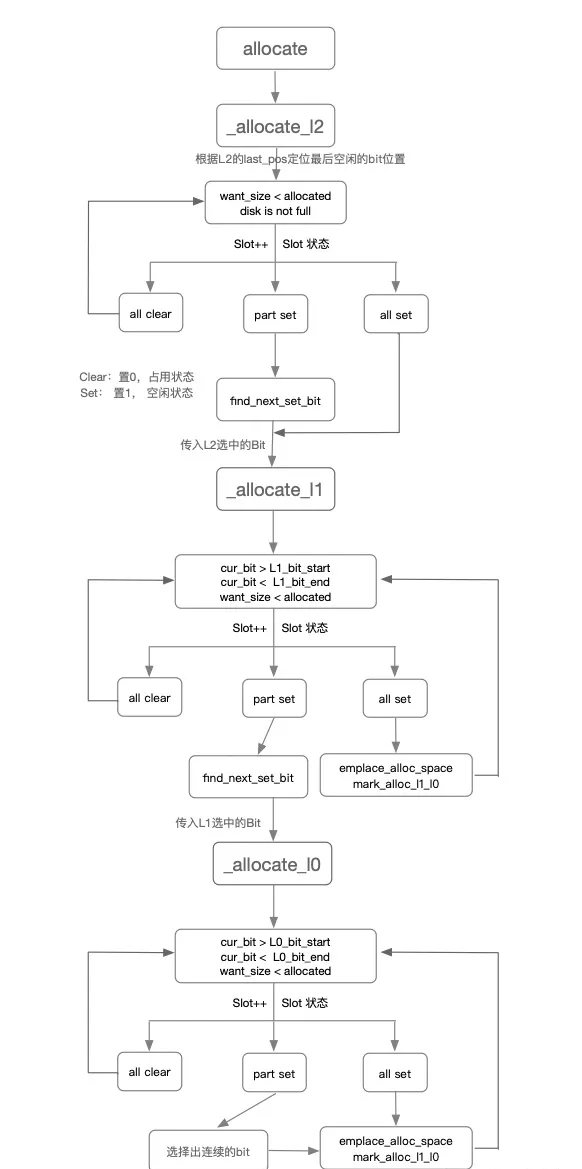 allocate
_allocate_l2
根据L2的last_pos定位最后空闲的bit位置
want_size < allocated
disk is not full
Slot++ Slot 状态
all clear
part set
all set
Clear：置0，占用状态
Set： 置1， 空闲状态
find_next_set_bit
传入L2选中的Bit
_allocate_l1
cur_bit > L1_bit_start
cur_bit < L1_bit_end
want_size < allocated
Slot++ Slot 状态
all clear
part set
all set
find_next_set_bit
emplace_alloc_space
mark_alloc_l1_l0
传入L1选中的Bit
_allocate_l0
cur_bit > L0_bit_start
cur_bit < L0_bit_end
want_size < allocated
Slot++ Slot 状态
all clear
part set
all set
选择出连续的bit
emplace_alloc_space
mark_alloc_l1_l0